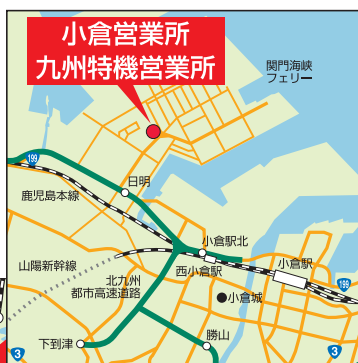 小倉営業所
九州特機営業所
関門海峡
フェリー
199
日明
鹿児島本線
小倉駅北
西小倉駅
小倉駅
山陽新幹線
北九州
都市高速道路
小倉城
199
下到津
勝山
3
3